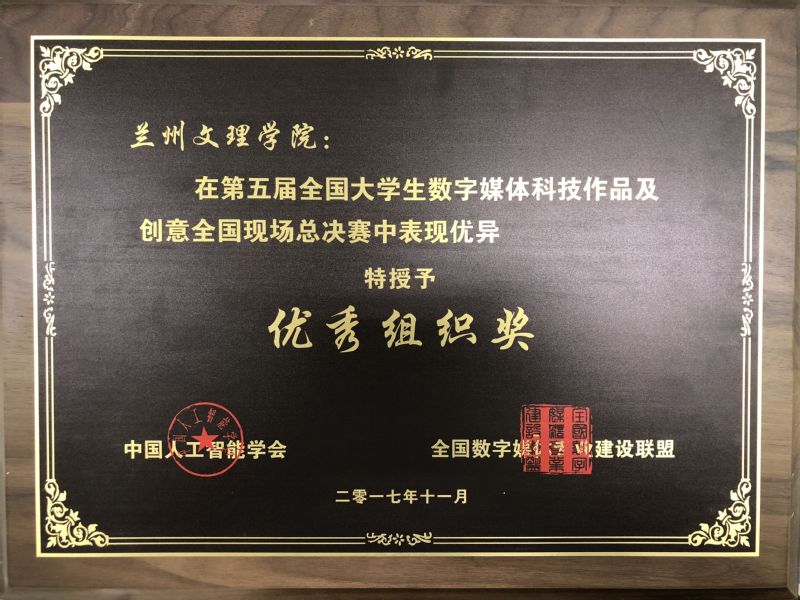 兰州文理学院：
在第五届全国大学生数字媒体科技作品及
创意全国现场总决赛中表现优异
特授予
优秀组织奖
中国人工智能学会
全国数字媒体专业建设联盟
二零一七年十一月